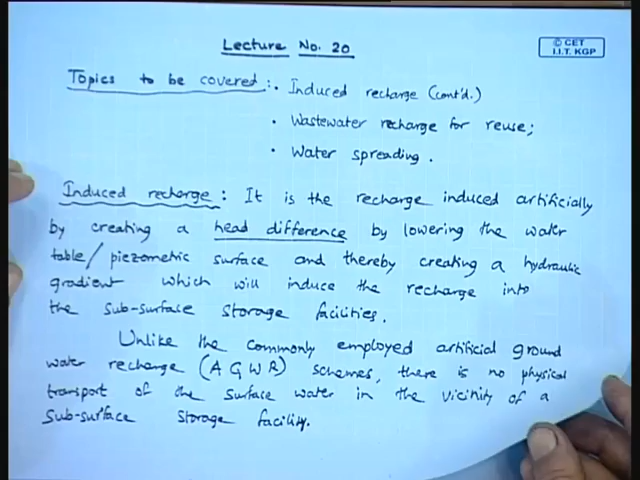 Lecture No. 20
© CET
I.I.T. KGP
Topics to be covered : • Induced recharge (cont'd.)
• Wastewater recharge for reuse;
• Water spreading.
Induced recharge : It is the recharge induced artificially
by creating a head difference by lowering the water
table/piezometric surface and thereby creating a hydraulic
gradient which will induce the recharge into
the sub-surface storage facilities.
Unlike the commonly employed artificial ground
water recharge (AGWR) schemes, there is no physical
transport of the surface water in the vicinity of a
sub-surface storage facility.